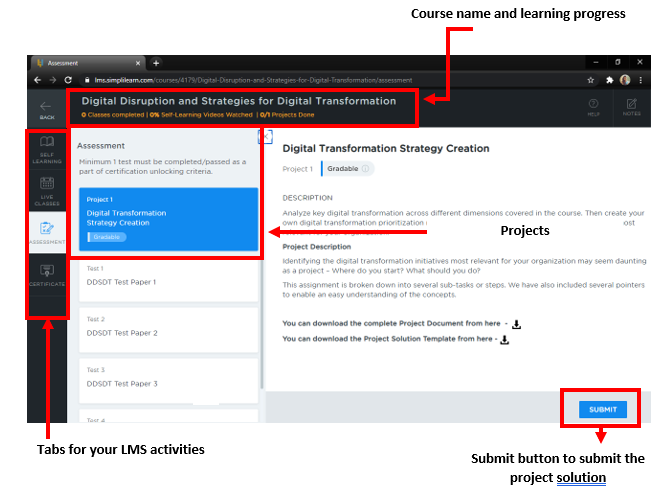 Course name and learning progress
Assessment
lms.simplilearn.com/courses/4179/Digital-Disruption-and-Strategies-for-Digital-Transformation/assessment
BACK
Digital Disruption and Strategies for Digital Transformation
0 Classes completed | 0% Self-Learning Videos Watched | 0/1 Projects Done
HELP
NOTES
SELF
LEARNING
LIVE
CLASSES
ASSESSMENT
CERTIFICATE
Assessment
Minimum 1 test must be completed/passed as a
part of certification unlocking criteria.
Project 1
Digital Transformation
Strategy Creation
Gradable
Test 1
DDSDT Test Paper 1
Test 2
DDSDT Test Paper 2
Test 3
DDSDT Test Paper 3
Test 4
Digital Transformation Strategy Creation
Project 1 Gradable
DESCRIPTION
Analyze key digital transformation across different dimensions covered in the course. Then create your
own digital transformation prioritization ost
Projects
Project Description
Identifying the digital transformation initiatives most relevant for your organization may seem daunting
as a project – Where do you start? What should you do?
This assignment is broken down into several sub-tasks or steps. We have also included several pointers
to enable an easy understanding of the concepts.
You can download the complete Project Document from here -
You can download the Project Solution Template from here -
SUBMIT
Tabs for your LMS activities
Submit button to submit the
project solution